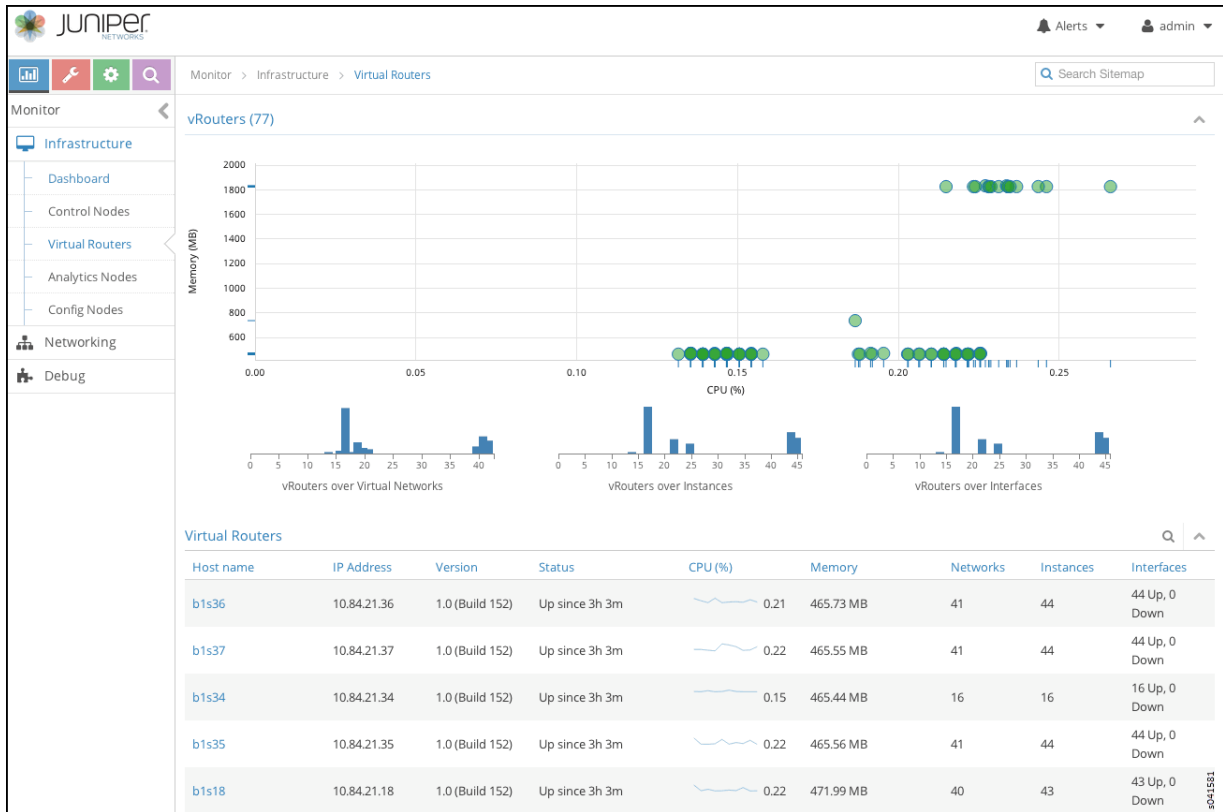 JUNIPER
NETWORKS
Alerts
admin
Monitor > Infrastructure > Virtual Routers
Search Sitemap
Monitor
Infrastructure
Dashboard
Control Nodes
Virtual Routers
Analytics Nodes
Config Nodes
Networking
Debug
vRouters (77)
2000
1800
1600
1400
1200
1000
800
600
Memory (MB)
0.00 0.05 0.10 0.15 0.20 0.25
CPU (%)
0 5 10 15 20 25 30 35 40
vRouters over Virtual Networks
0 5 10 15 20 25 30 35 40 45
vRouters over Instances
0 5 10 15 20 25 30 35 40 45
vRouters over Interfaces
Virtual Routers
Host name IP Address Version Status CPU (%) Memory Networks Instances Interfaces
b1s36 10.84.21.36 1.0 (Build 152) Up since 3h 3m 0.21 465.73 MB 41 44 44 Up, 0
Down
b1s37 10.84.21.37 1.0 (Build 152) Up since 3h 3m 0.22 465.55 MB 41 44 44 Up, 0
Down
b1s34 10.84.21.34 1.0 (Build 152) Up since 3h 3m 0.15 465.44 MB 16 16 16 Up, 0
Down
b1s35 10.84.21.35 1.0 (Build 152) Up since 3h 3m 0.22 465.56 MB 41 44 44 Up, 0
Down
b1s18 10.84.21.18 1.0 (Build 152) Up since 3h 3m 0.22 471.99 MB 40 43 43 Up, 0
Down
s041581